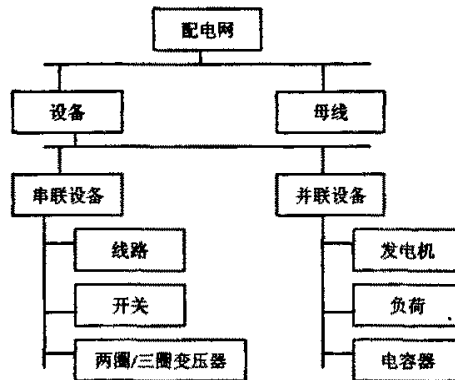 配电网
设备
母线
串联设备
并联设备
线路
发电机
开关
负荷
两圈/三圈变压器
电容器